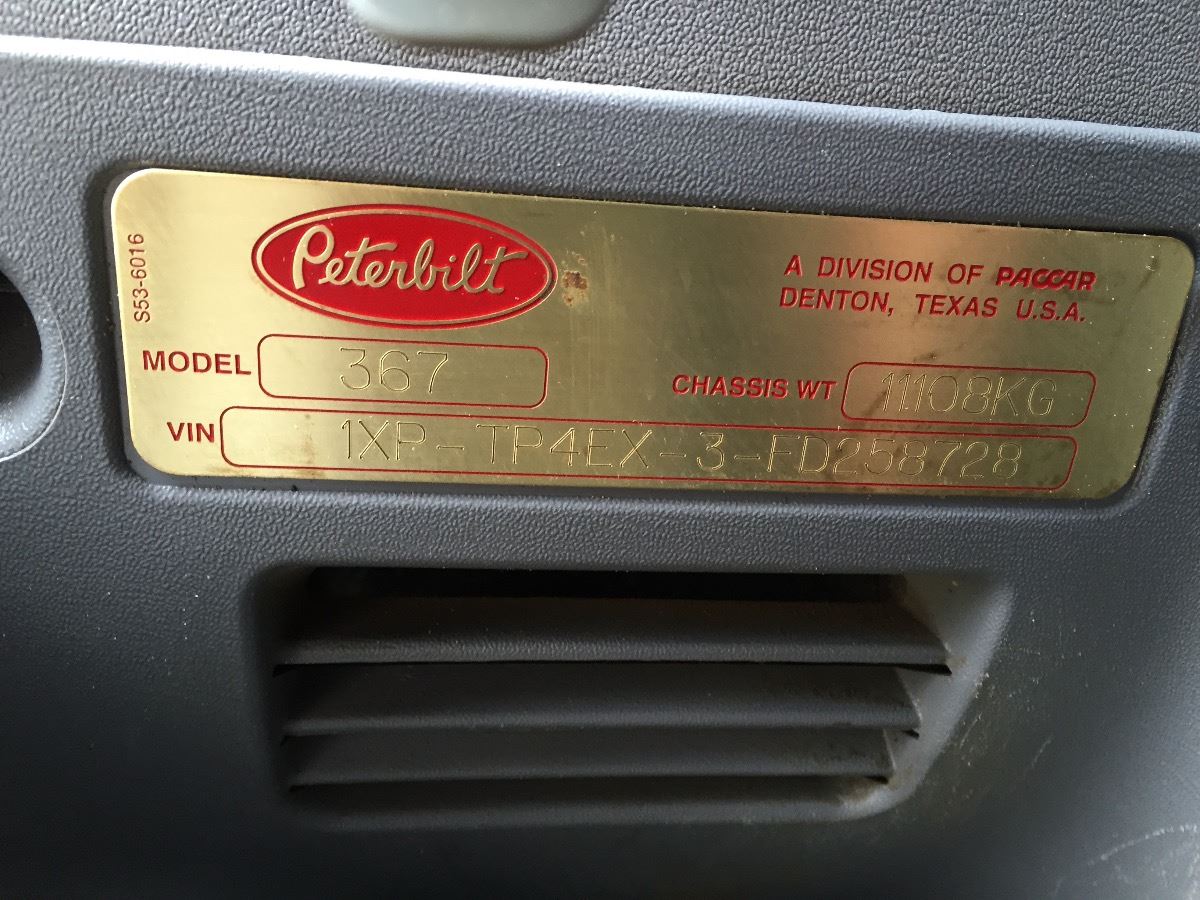 S53-6016
Peterbilt
A DIVISION OF PACCAR
DENTON, TEXAS U.S.A.
MODEL 367
CHASSIS WT 11108KG
VIN 1XP-TP4EX-3-FD258728